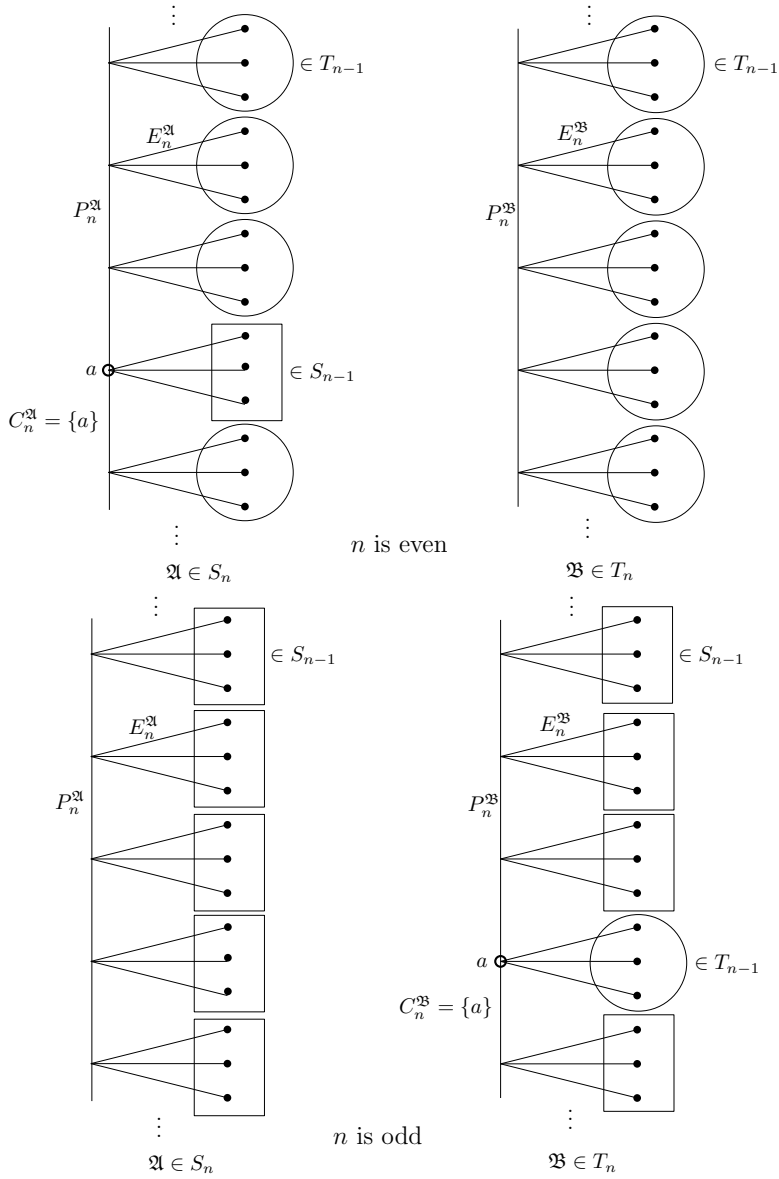 ⋮ ⋮
∈ T_{n−1} ∈ T_{n−1}
E_n^𝔄 E_n^𝔅
P_n^𝔄 P_n^𝔅
a ∈ S_{n−1}
C_n^𝔄 = {a}
⋮ ⋮
n is even
𝔄 ∈ S_n 𝔅 ∈ T_n
⋮ ⋮
∈ S_{n−1} ∈ S_{n−1}
E_n^𝔄 E_n^𝔅
P_n^𝔄 P_n^𝔅
a ∈ T_{n−1}
C_n^𝔅 = {a}
⋮ ⋮
n is odd
𝔄 ∈ S_n 𝔅 ∈ T_n